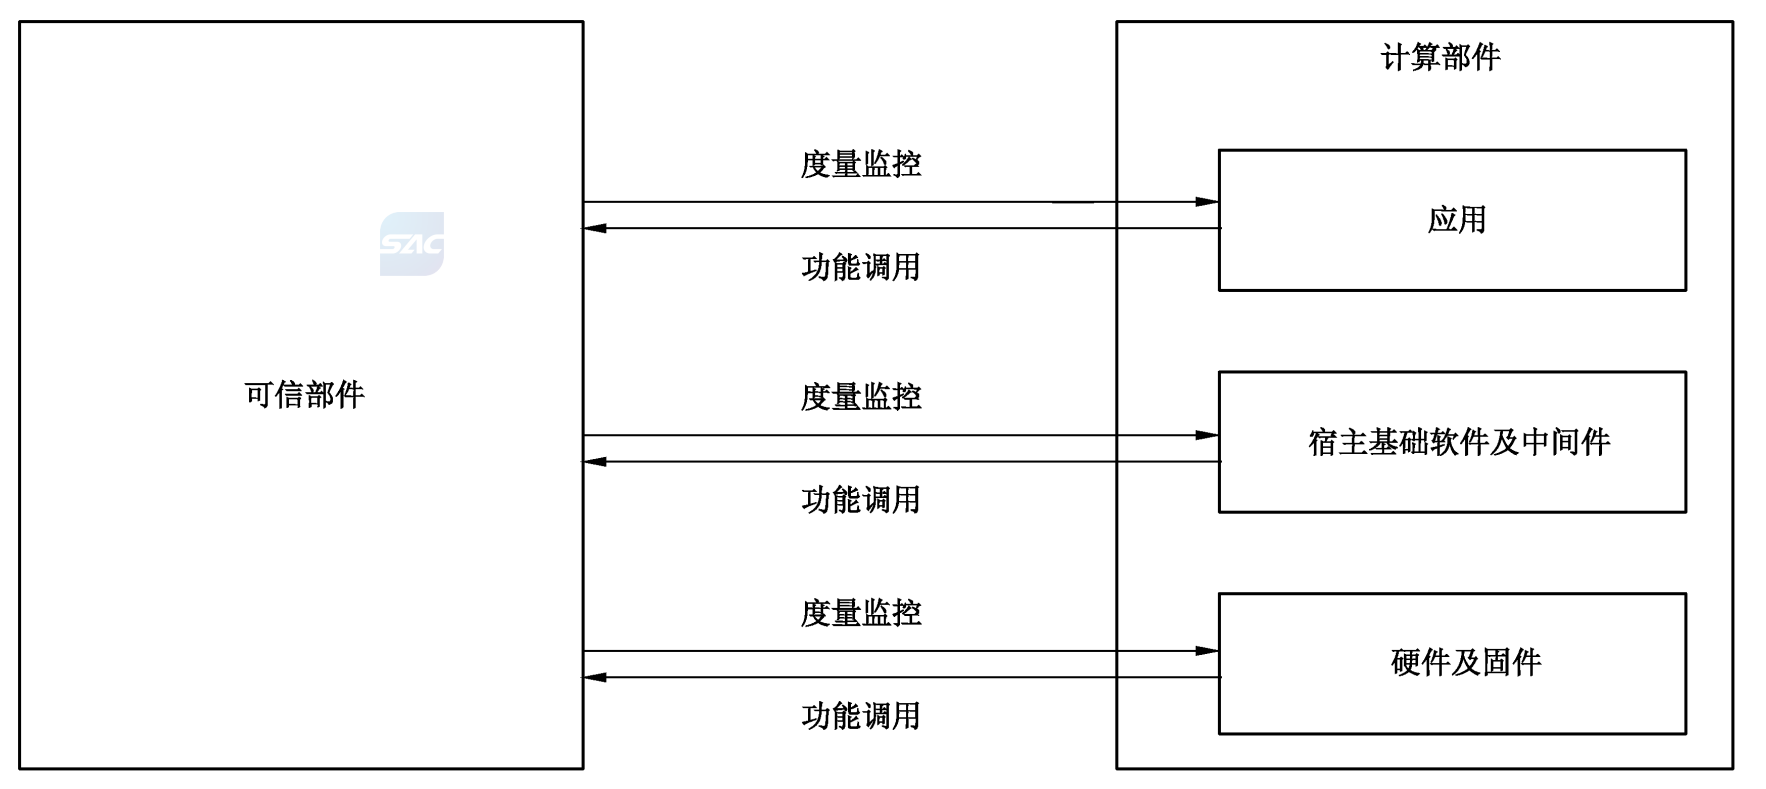 计算部件
度量监控
应用
SAC
功能调用
可信部件
度量监控
宿主基础软件及中间件
功能调用
度量监控
硬件及固件
功能调用